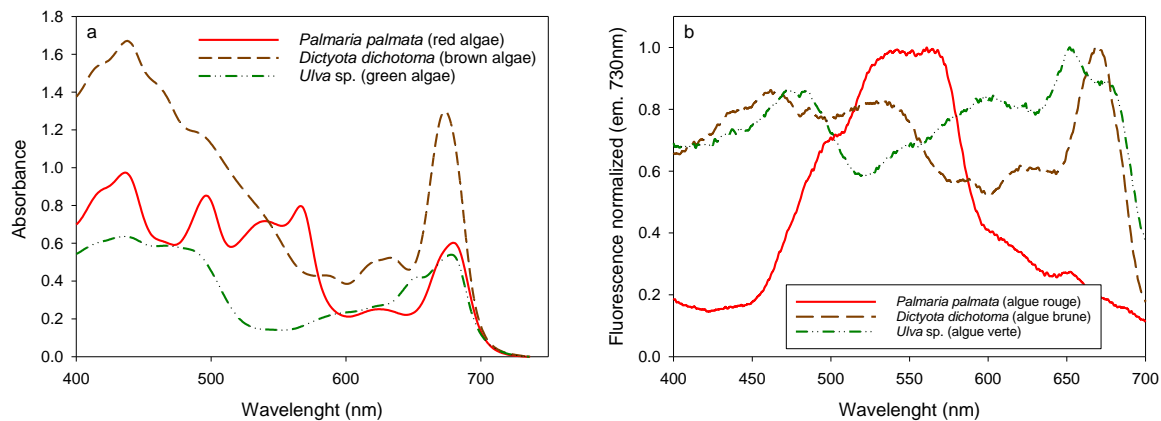 a
Palmaria palmata (red algae)
Dictyota dichotoma (brown algae)
Ulva sp. (green algae)
Absorbance
1.8
1.6
1.4
1.2
1.0
0.8
0.6
0.4
0.2
0.0
400 500 600 700
Wavelenght (nm)
b
Fluorescence normalized (em. 730nm)
1.0
0.8
0.6
0.4
0.2
0.0
Palmaria palmata (algue rouge)
Dictyota dichotoma (algue brune)
Ulva sp. (algue verte)
400 450 500 550 600 650 700
Wavelenght (nm)